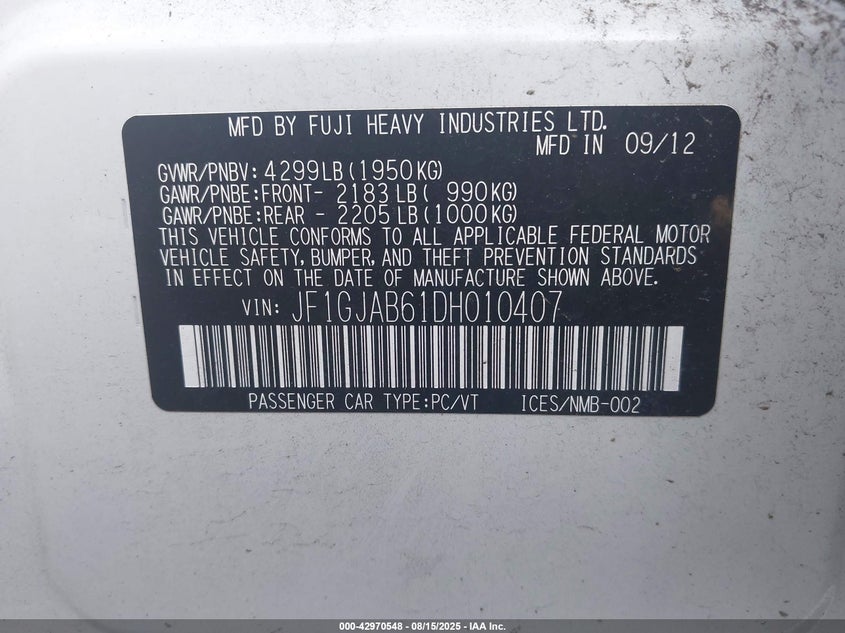 MFD BY FUJI HEAVY INDUSTRIES LTD.
MFD IN 09/12
GVWR/PNBV: 4299LB(1950KG)
GAWR/PNBE:FRONT- 2183 LB( 990KG)
GAWR/PNBE:REAR - 2205 LB(1000KG)
THIS VEHICLE CONFORMS TO ALL APPLICABLE FEDERAL MOTOR
VEHICLE SAFETY, BUMPER, AND THEFT PREVENTION STANDARDS
IN EFFECT ON THE DATE OF MANUFACTURE SHOWN ABOVE.
VIN: JF1GJAB61DH010407
PASSENGER CAR TYPE:PC/VT ICES/NMB-002
000-42970548 - 08/15/2025 - IAA Inc.